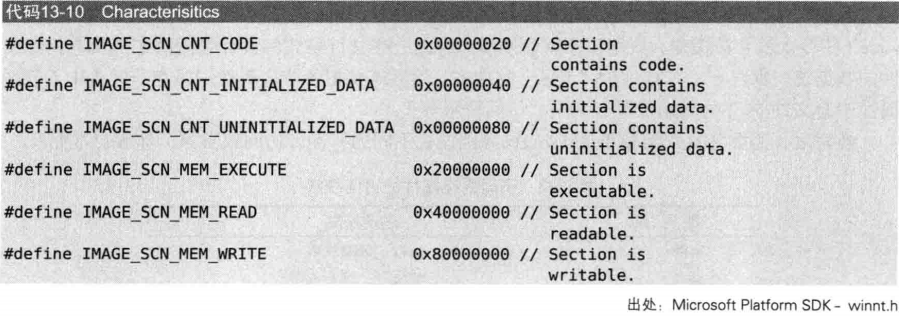 代码13-10 Characterisitics
#define IMAGE_SCN_CNT_CODE 0x00000020 // Section
contains code.
#define IMAGE_SCN_CNT_INITIALIZED_DATA 0x00000040 // Section contains
initialized data.
#define IMAGE_SCN_CNT_UNINITIALIZED_DATA 0x00000080 // Section contains
uninitialized data.
#define IMAGE_SCN_MEM_EXECUTE 0x20000000 // Section is
executable.
#define IMAGE_SCN_MEM_READ 0x40000000 // Section is
readable.
#define IMAGE_SCN_MEM_WRITE 0x80000000 // Section is
writable.
出处：Microsoft Platform SDK - winnt.h